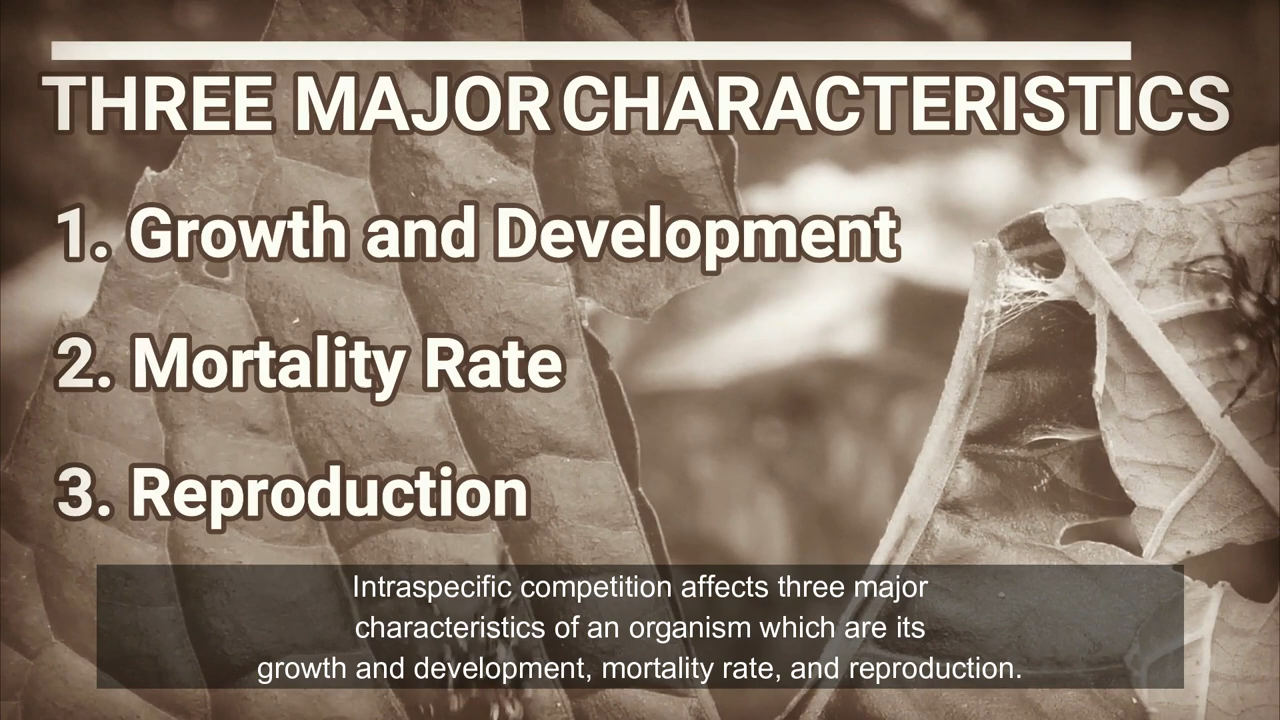 THREE MAJOR CHARACTERISTICS
1. Growth and Development
2. Mortality Rate
3. Reproduction
Intraspecific competition affects three major
characteristics of an organism which are its
growth and development, mortality rate, and reproduction.